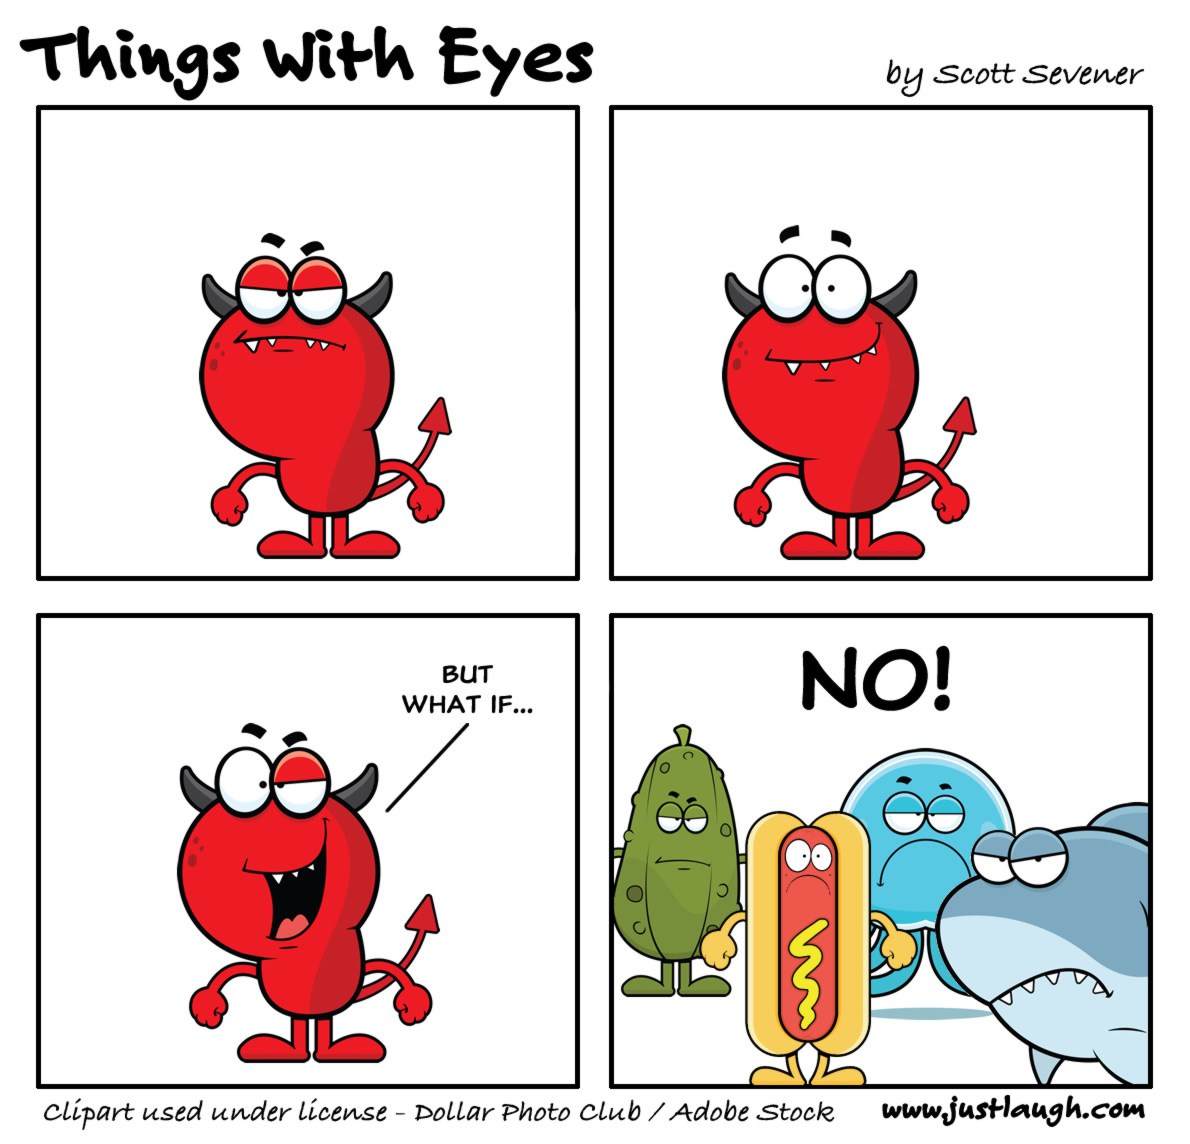 Things With Eyes
by Scott Sevener
BUT
WHAT IF...
NO!
Clipart used under license - Dollar Photo Club / Adobe Stock
www.justlaugh.com